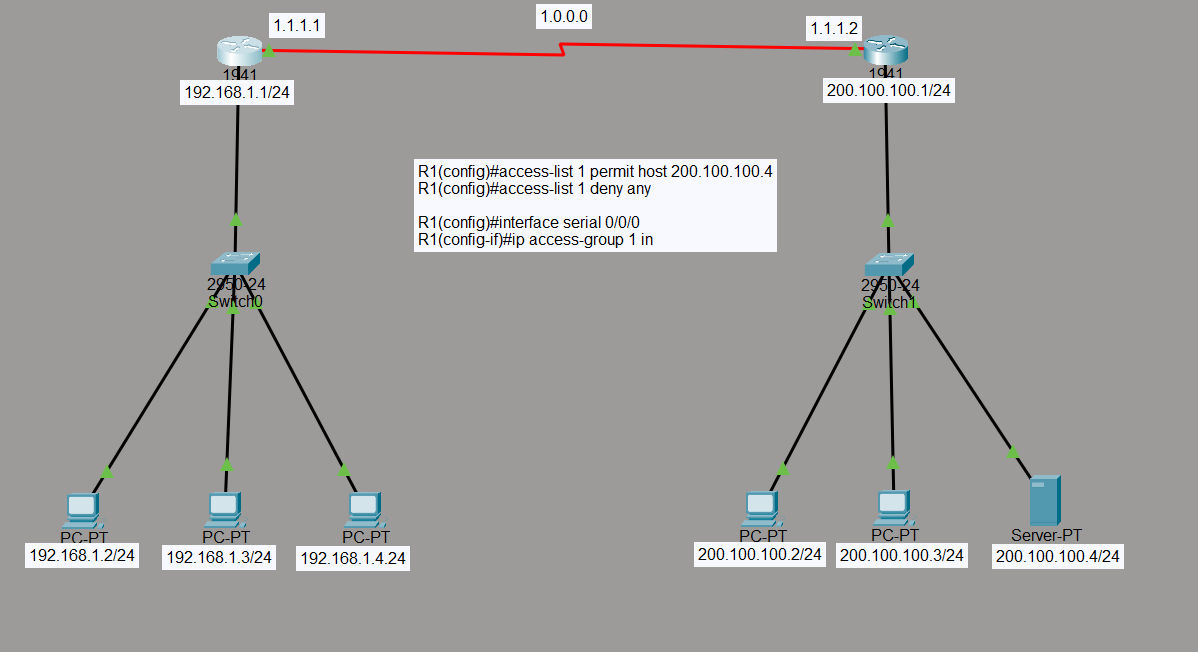 1.0.0.0
1.1.1.1
1.1.1.2
1941
192.168.1.1/24
1941
200.100.100.1/24
R1(config)#access-list 1 permit host 200.100.100.4
R1(config)#access-list 1 deny any
R1(config)#interface serial 0/0/0
R1(config-if)#ip access-group 1 in
2950-24
Switch0
2950-24
Switch1
PC-PT
192.168.1.2/24
PC-PT
192.168.1.3/24
PC-PT
192.168.1.4.24
PC-PT
200.100.100.2/24
PC-PT
200.100.100.3/24
Server-PT
200.100.100.4/24